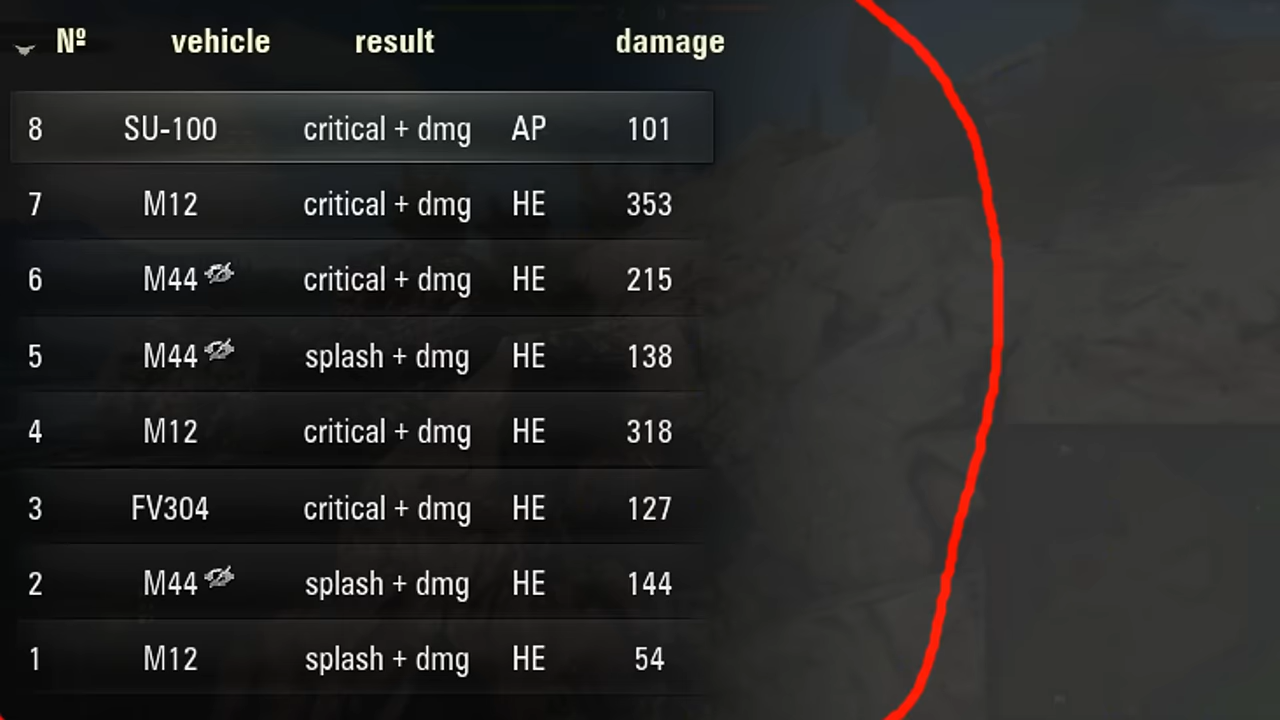 Nº vehicle result damage
8 SU-100 critical + dmg AP 101
7 M12 critical + dmg HE 353
6 M44 critical + dmg HE 215
5 M44 splash + dmg HE 138
4 M12 critical + dmg HE 318
3 FV304 critical + dmg HE 127
2 M44 splash + dmg HE 144
1 M12 splash + dmg HE 54